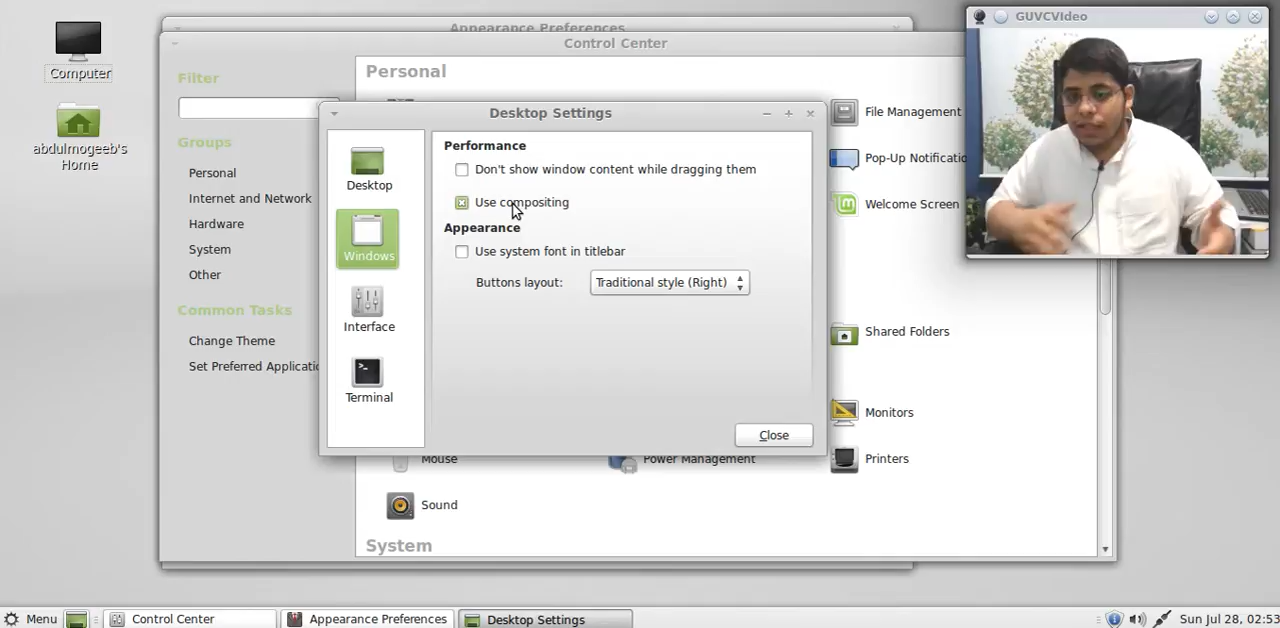 Computer
abdulmogeeb's
Home
Appearance Preferences
Control Center
Filter
Groups
Personal
Internet and Network
Hardware
System
Other
Common Tasks
Change Theme
Set Preferred Applicatio
Personal
File Management
Pop-Up Notificatio
Welcome Screen
Shared Folders
Monitors
Printers
Mouse
Power Management
Sound
System
Desktop Settings
Desktop
Windows
Interface
Terminal
Performance
Don't show window content while dragging them
Use compositing
Appearance
Use system font in titlebar
Buttons layout: Traditional style (Right)
Close
GUVCVIdeo
Menu
Control Center
Appearance Preferences
Desktop Settings
Sun Jul 28, 02:53